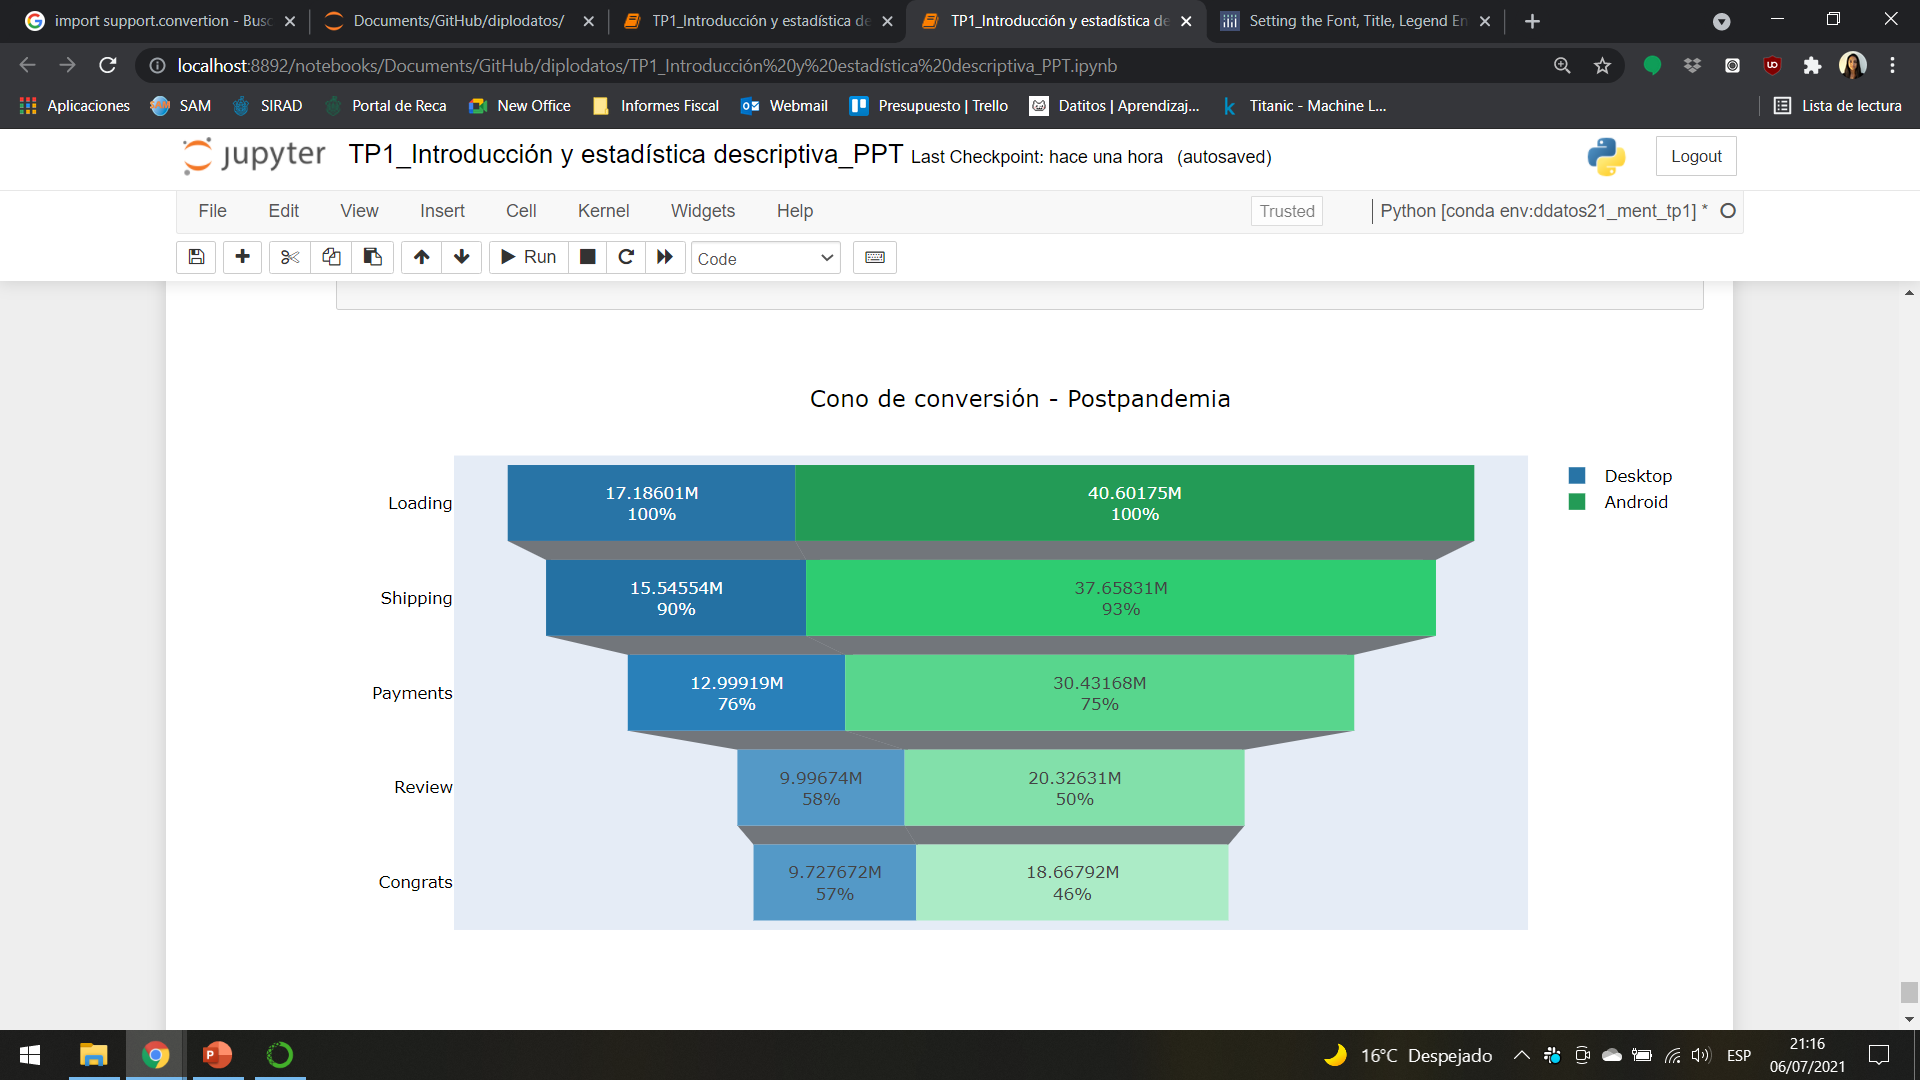 import support.convertion - Busc
Documents/GitHub/diplodatos/
TP1_Introducción y estadística de
TP1_Introducción y estadística de
Setting the Font, Title, Legend En
localhost:8892/notebooks/Documents/GitHub/diplodatos/TP1_Introducción%20y%20estadística%20descriptiva_PPT.ipynb
Aplicaciones SAM SIRAD Portal de Reca New Office Informes Fiscal Webmail Presupuesto | Trello Datitos | Aprendizaj... Titanic - Machine L... Lista de lectura
jupyter TP1_Introducción y estadística descriptiva_PPT Last Checkpoint: hace una hora (autosaved) Logout
File Edit View Insert Cell Kernel Widgets Help Trusted Python [conda env:ddatos21_ment_tp1] *
Run Code
Cono de conversión - Postpandemia
Desktop
Android
Loading
17.18601M
100%
40.60175M
100%
Shipping
15.54554M
90%
37.65831M
93%
Payments
12.99919M
76%
30.43168M
75%
Review
9.99674M
58%
20.32631M
50%
Congrats
9.727672M
57%
18.66792M
46%
16°C Despejado ESP
21:16
06/07/2021